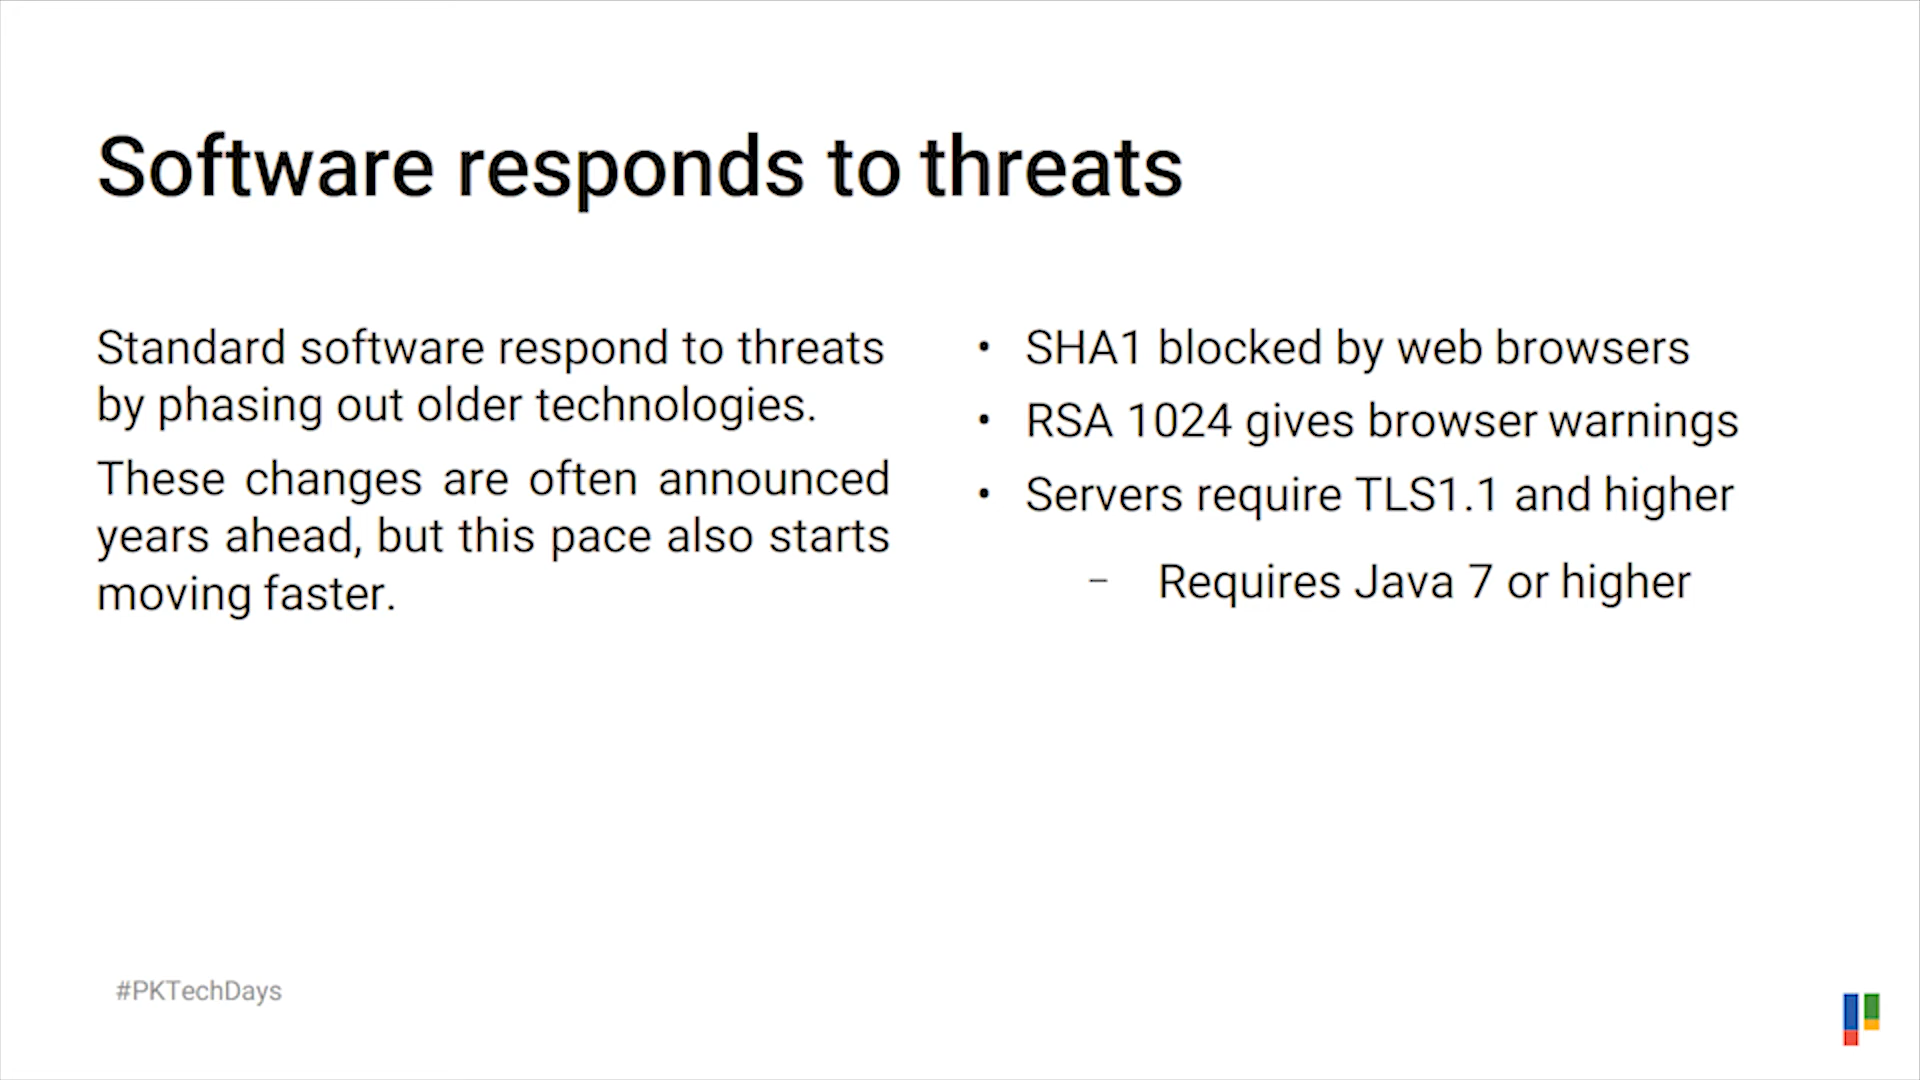 Software responds to threats
Standard software respond to threats
by phasing out older technologies.
These changes are often announced
years ahead, but this pace also starts
moving faster.
• SHA1 blocked by web browsers
• RSA 1024 gives browser warnings
• Servers require TLS1.1 and higher
– Requires Java 7 or higher
#PKTechDays